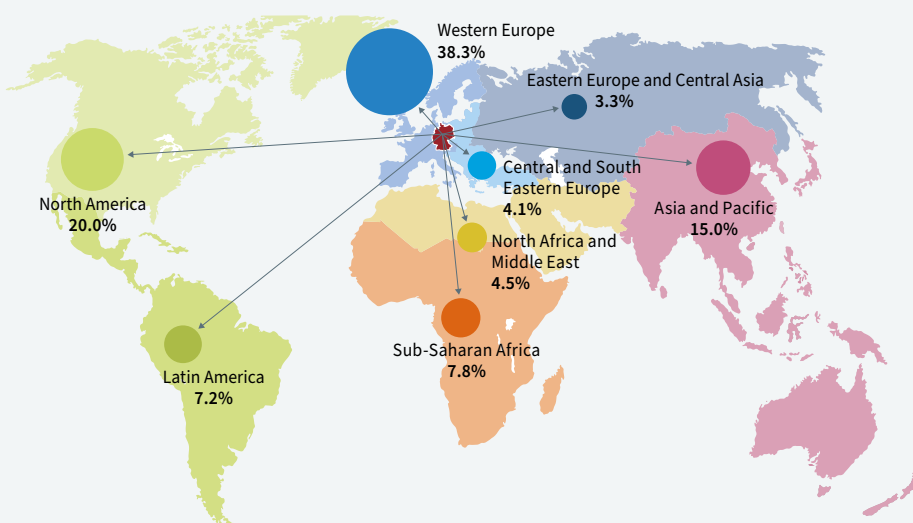 Western Europe
38.3%
Eastern Europe and Central Asia
3.3%
Central and South
Eastern Europe
4.1%
North America
20.0%
Asia and Pacific
15.0%
North Africa and
Middle East
4.5%
Sub-Saharan Africa
7.8%
Latin America
7.2%